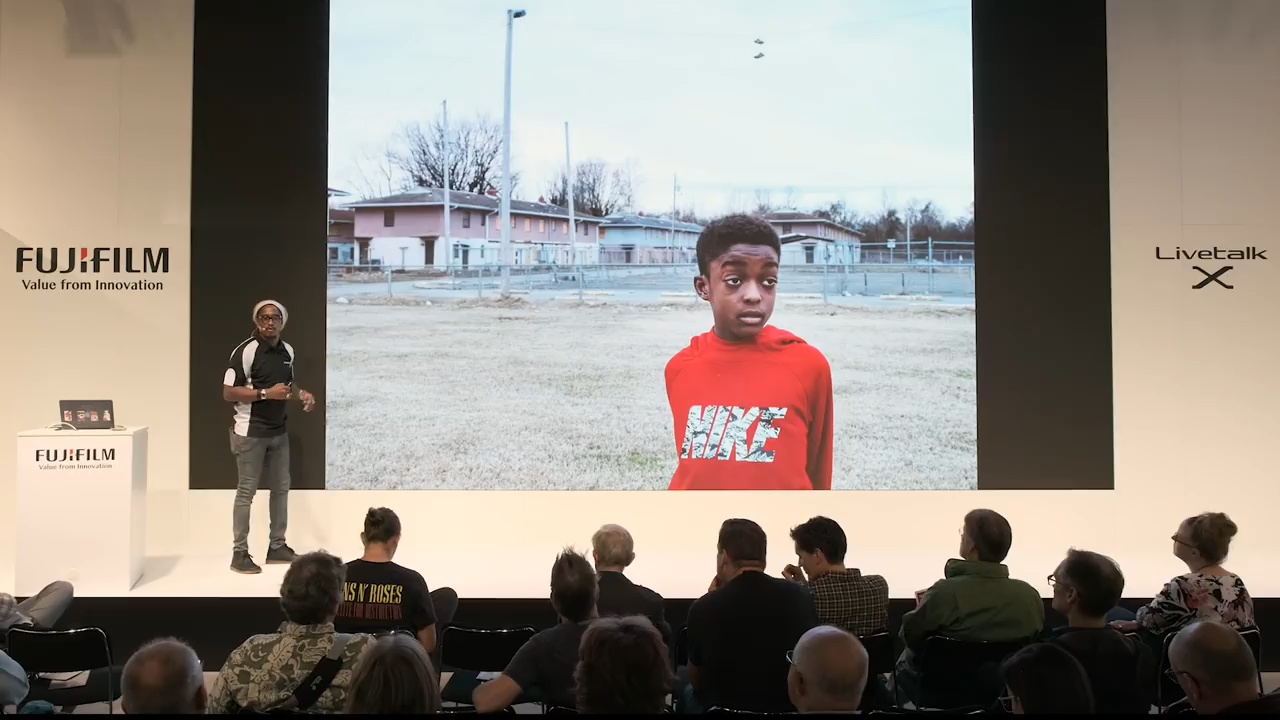 FUJIFILM
Value from Innovation
Livetalk
X
NIKE
FUJIFILM
Value from Innovation
NS N' ROSES